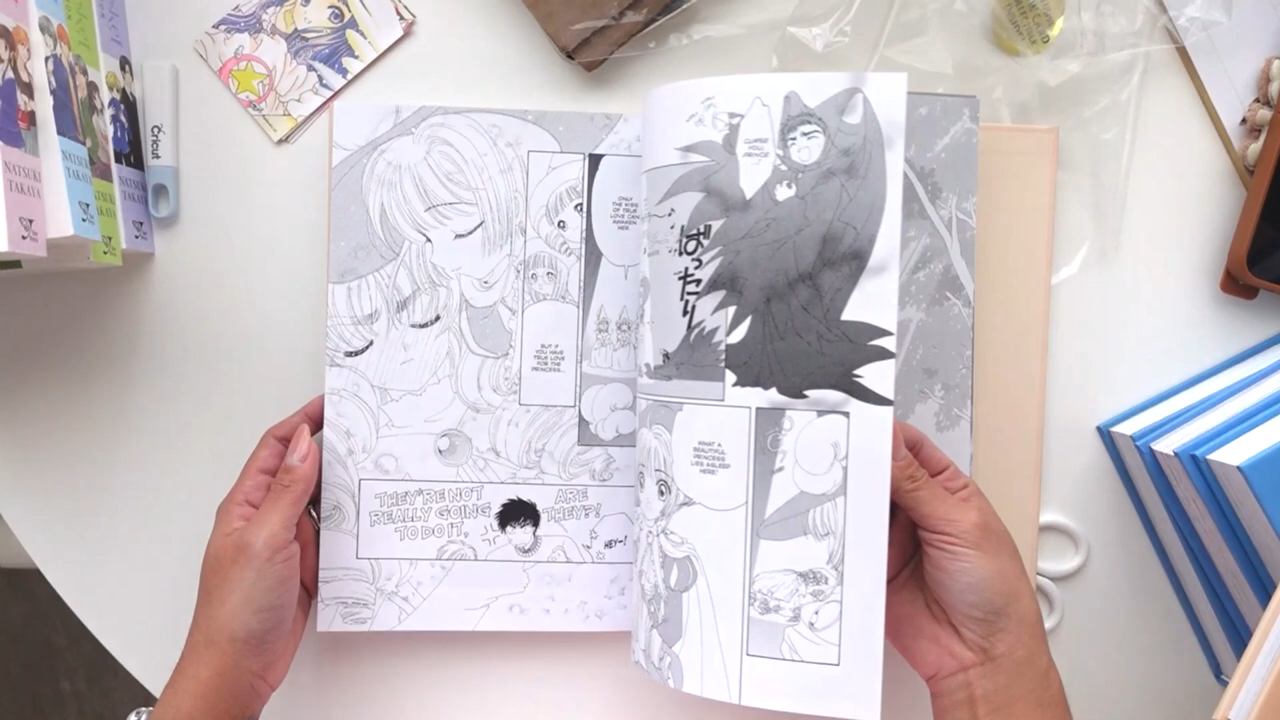 NATSUKI
TAKAYA
NATSUKI
TAKAYA
NATSUKI
TAKAYA
NATSUKI
TAKAYA
Cricut
ONLY
THE KISS
OF TRUE
LOVE CAN
AWAKEN
HER.
BUT IF
YOU HAVE
TRUE LOVE
FOR THE
PRINCESS...
THEY'RE NOT
REALLY GOING
TO DO IT,
ARE
THEY?!
HEY—!
CURSE
YOU,
PRINCE
...!
ばったり
WHAT A
BEAUTIFUL
PRINCESS
LIES ASLEEP
HERE!